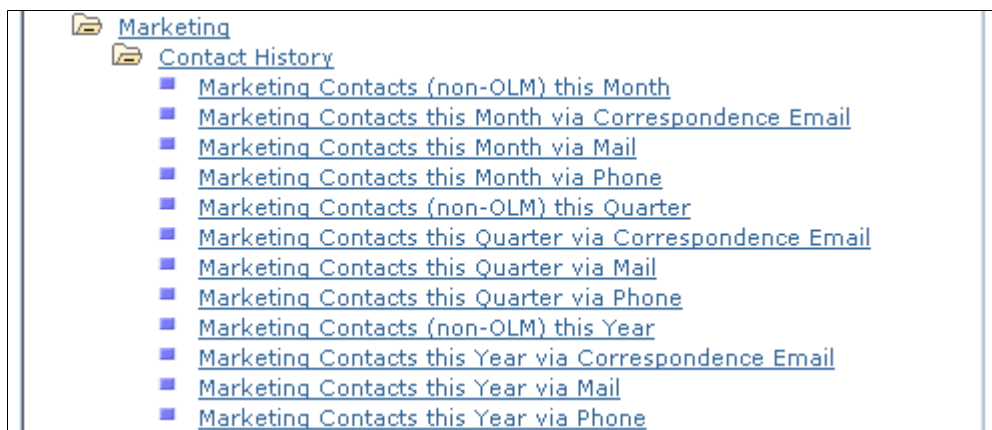 Marketing
Contact History
Marketing Contacts (non-OLM) this Month
Marketing Contacts this Month via Correspondence Email
Marketing Contacts this Month via Mail
Marketing Contacts this Month via Phone
Marketing Contacts (non-OLM) this Quarter
Marketing Contacts this Quarter via Correspondence Email
Marketing Contacts this Quarter via Mail
Marketing Contacts this Quarter via Phone
Marketing Contacts (non-OLM) this Year
Marketing Contacts this Year via Correspondence Email
Marketing Contacts this Year via Mail
Marketing Contacts this Year via Phone